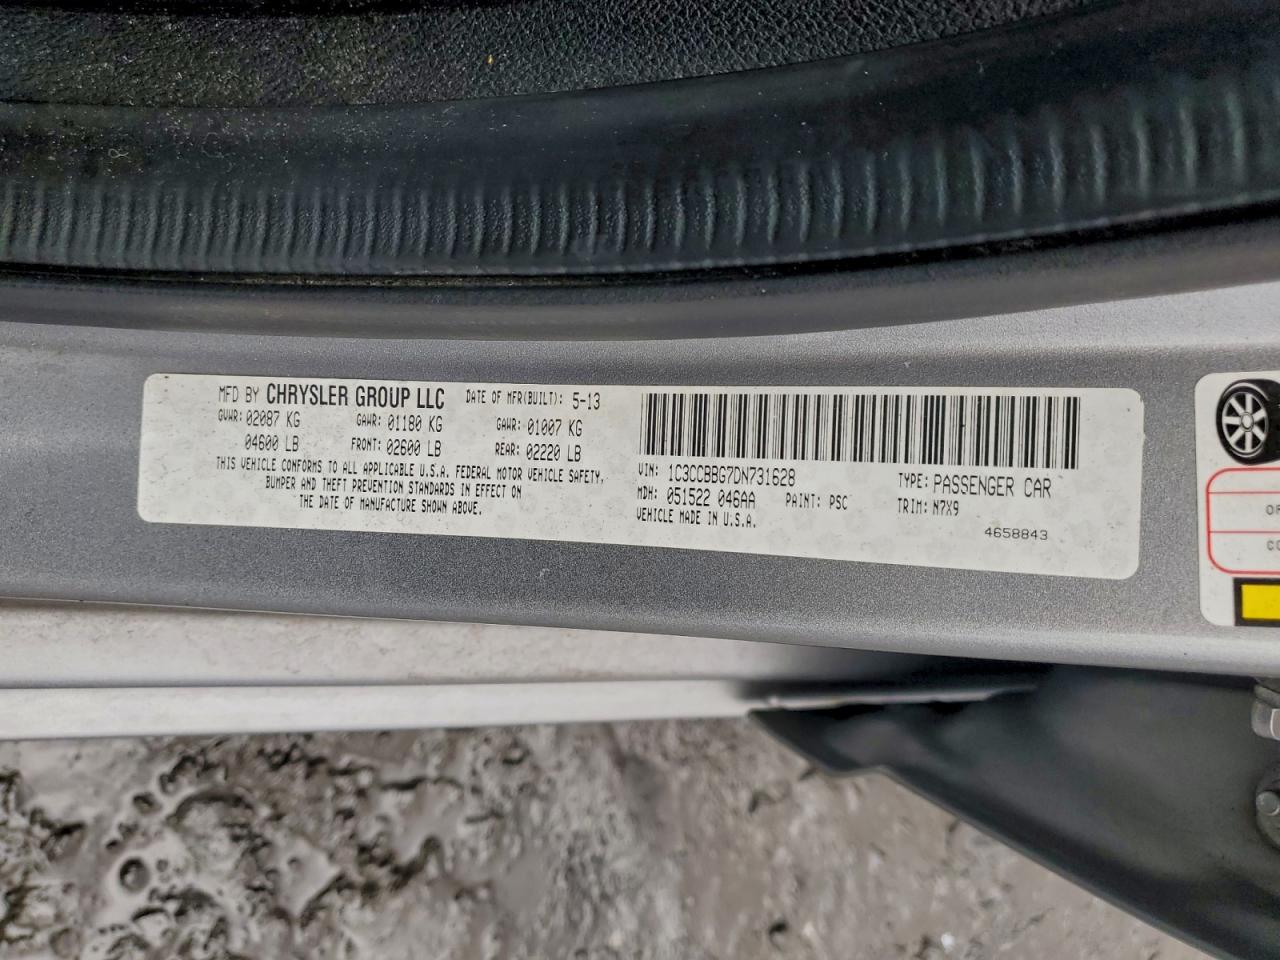 MFD BY CHRYSLER GROUP LLC DATE OF MFR(BUILT): 5-13
GVWR: 02087 KG GAWR: 01180 KG GAWR: 01007 KG
04600 LB FRONT: 02600 LB REAR: 02220 LB
THIS VEHICLE CONFORMS TO ALL APPLICABLE U.S.A. FEDERAL MOTOR VEHICLE SAFETY,
BUMPER AND THEFT PREVENTION STANDARDS IN EFFECT ON
THE DATE OF MANUFACTURE SHOWN ABOVE.
VIN: 1C3CCBBG7DN731628 TYPE: PASSENGER CAR
MDH: 051522 046AA PAINT: PSC TRIM: N7X9
VEHICLE MADE IN U.S.A.
4658843